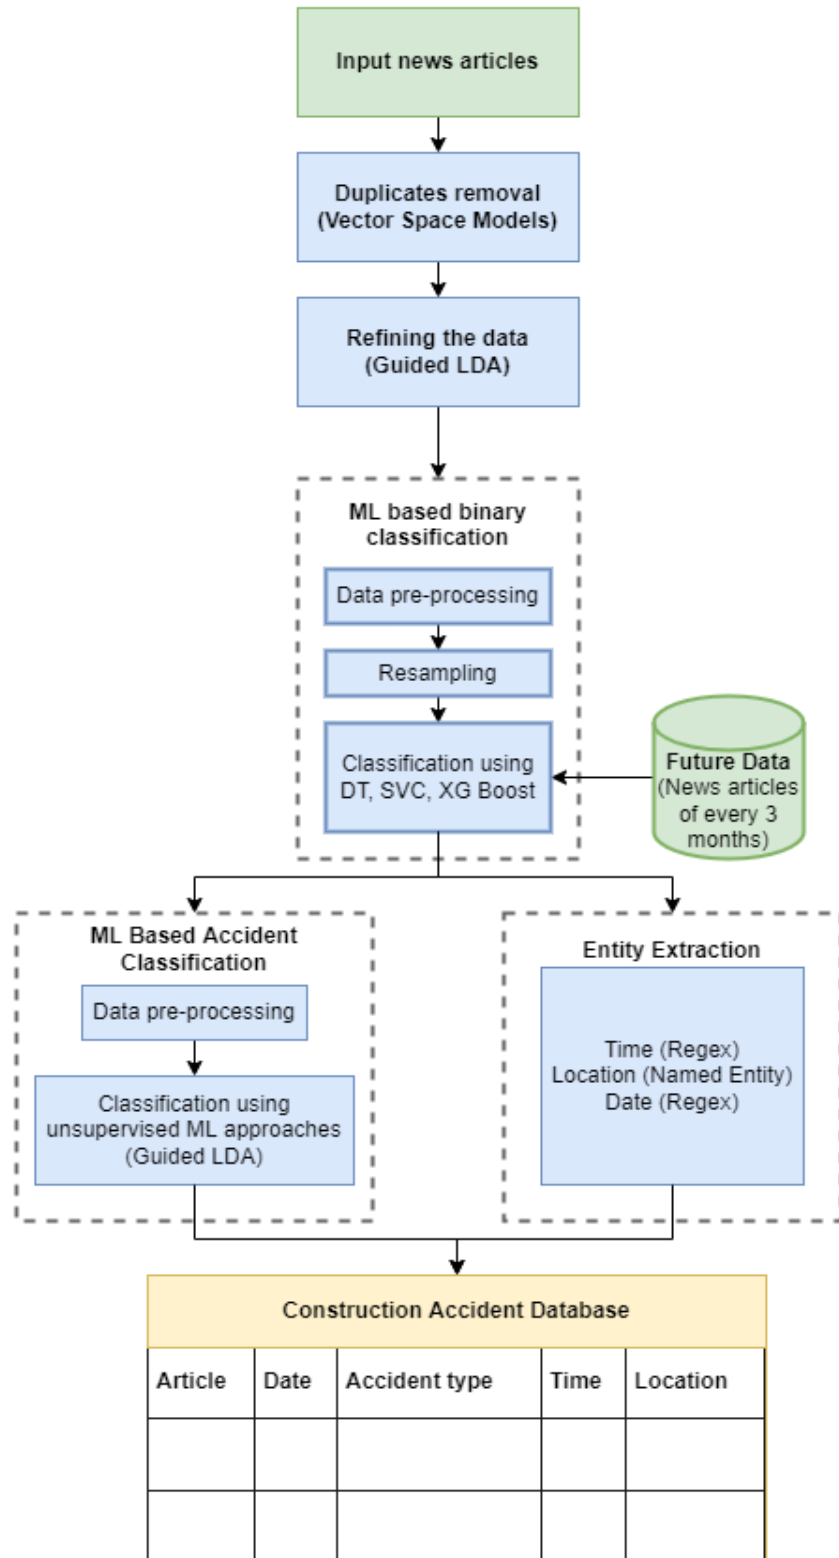 Input news articles
Duplicates removal
(Vector Space Models)
Refining the data
(Guided LDA)
ML based binary
classification
Data pre-processing
Resampling
Classification using
DT, SVC, XG Boost
Future Data
(News articles
of every 3
months)
ML Based Accident
Classification
Data pre-processing
Classification using
unsupervised ML approaches
(Guided LDA)
Entity Extraction
Time (Regex)
Location (Named Entity)
Date (Regex)
Construction Accident Database
Article Date Accident type Time Location